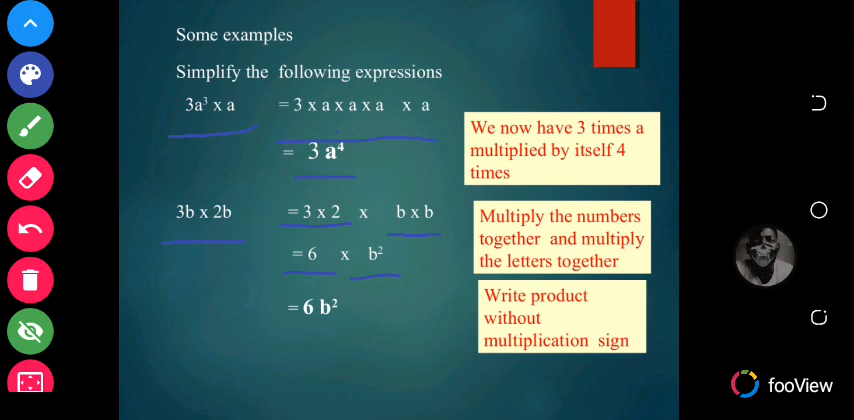 Some examples
Simplify the following expressions
3a³ x a = 3 x a x a x a x a
= 3 a⁴
We now have 3 times a
multiplied by itself 4
times
3b x 2b = 3 x 2 x b x b
= 6 x b²
= 6 b²
Multiply the numbers
together and multiply
the letters together
Write product
without
multiplication sign
fooView